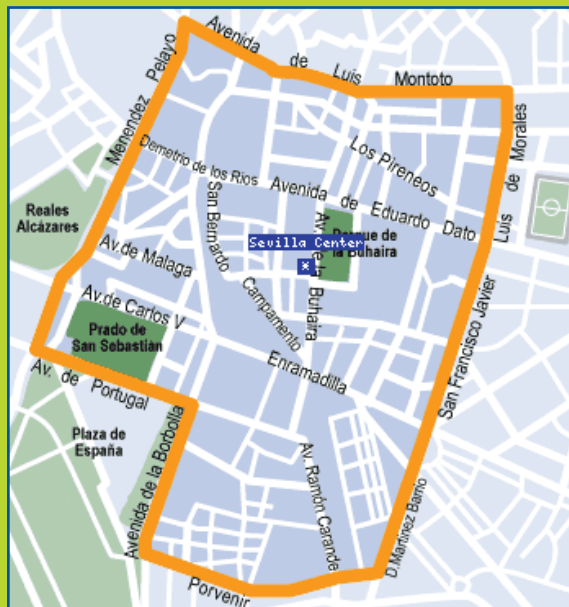 Avenida de Luis Montoto
Menendez Pelayo
Demetrio de los Rios
Los Pireneos
Luis de Morales
Avenida de Eduardo Dato
Reales
Alcázares
San Bernardo
Sevilla Center
Av. de la Buhaira
Parque de
la Buhaira
Av.de Malaga
Campamento
Av.de Carlos V
San Francisco Javier
Prado de
San Sebastián
Enramadilla
Av. de Portugal
Plaza de
España
Avenida de la Borbolla
Av. Ramón Carande
D.Martinez Barrio
Porvenir